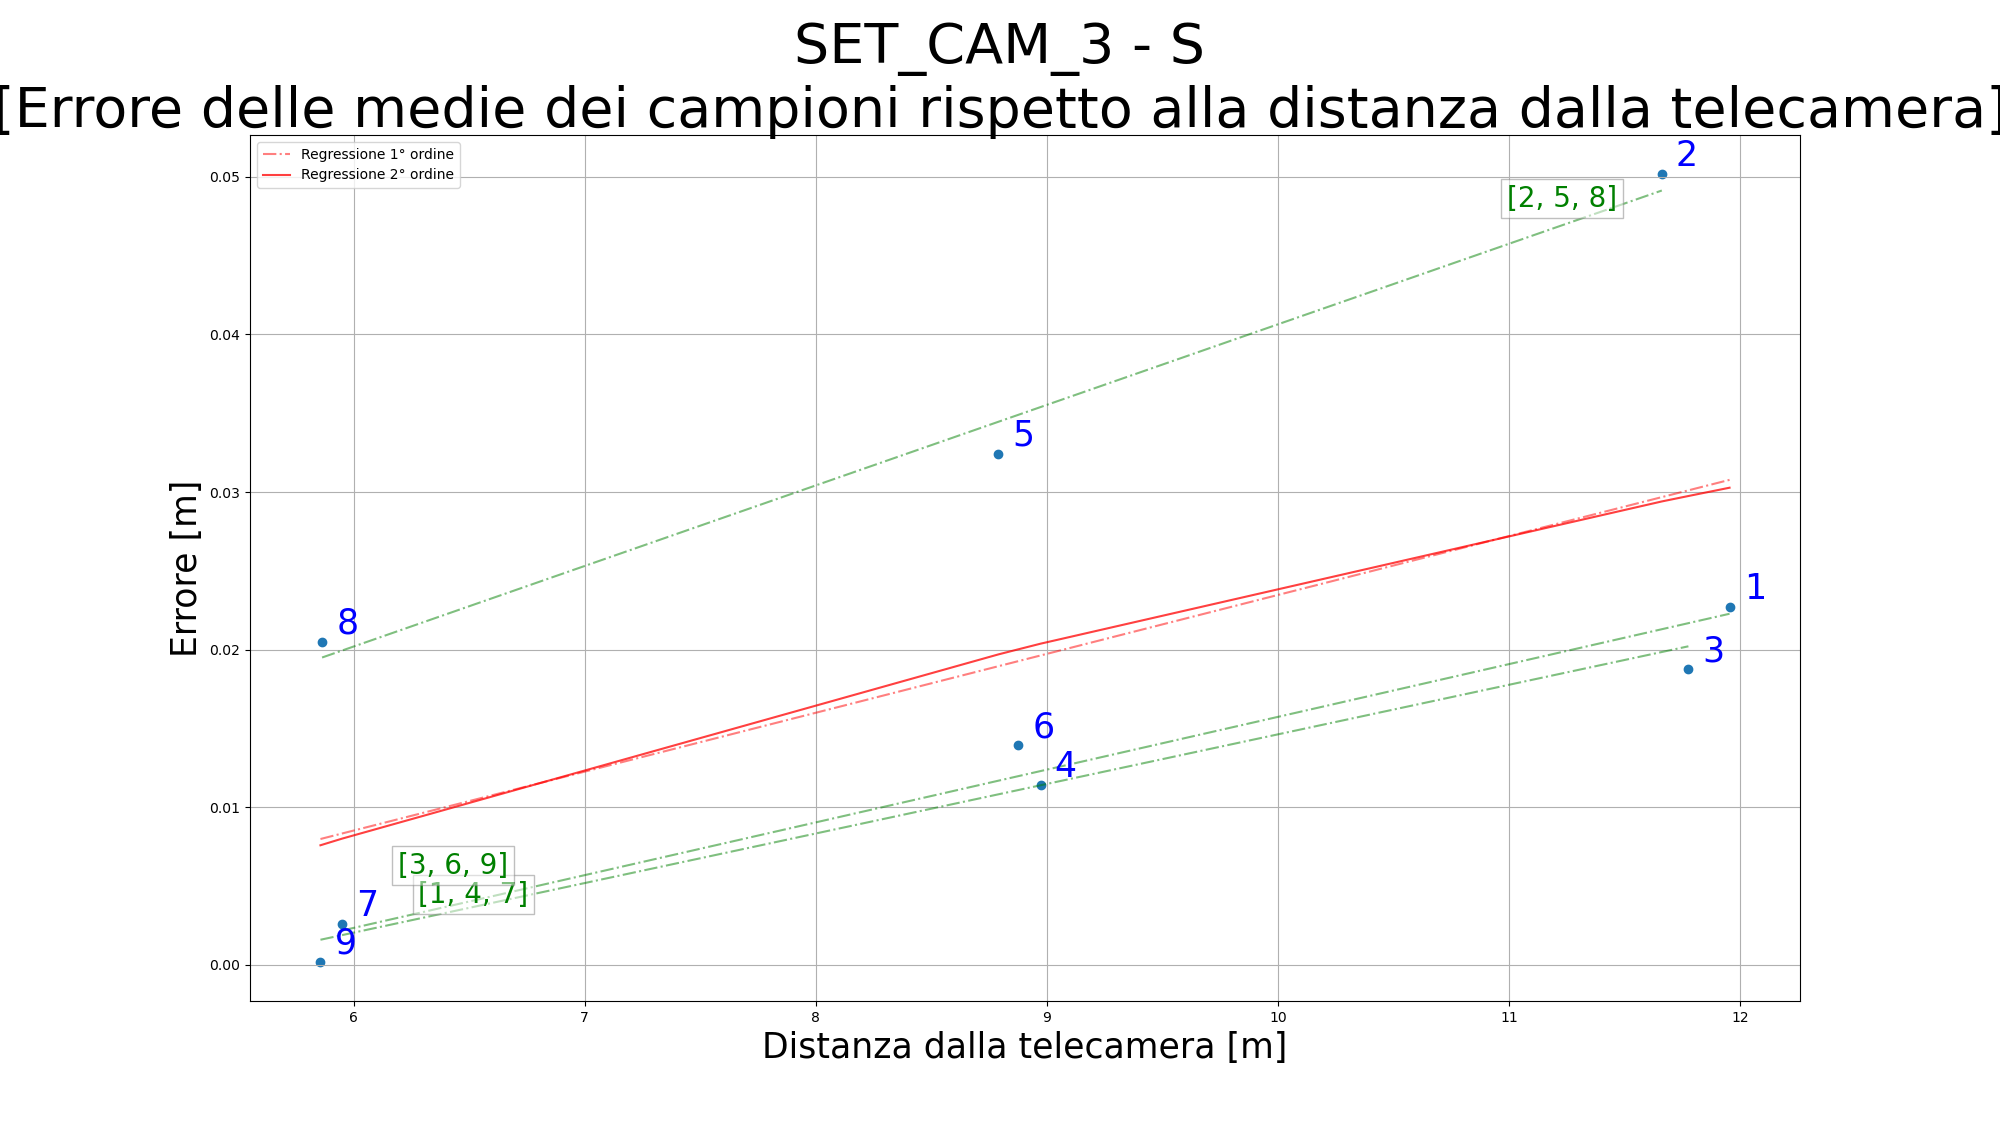 SET_CAM_3 - S
[Errore delle medie dei campioni rispetto alla distanza dalla telecamera]
Regressione 1° ordine
Regressione 2° ordine
0.05
0.04
0.03
0.02
0.01
0.00
Errore [m]
2
[2, 5, 8]
5
8
1
3
6
4
[3, 6, 9]
[1, 4, 7]
7
9
6 7 8 9 10 11 12
Distanza dalla telecamera [m]